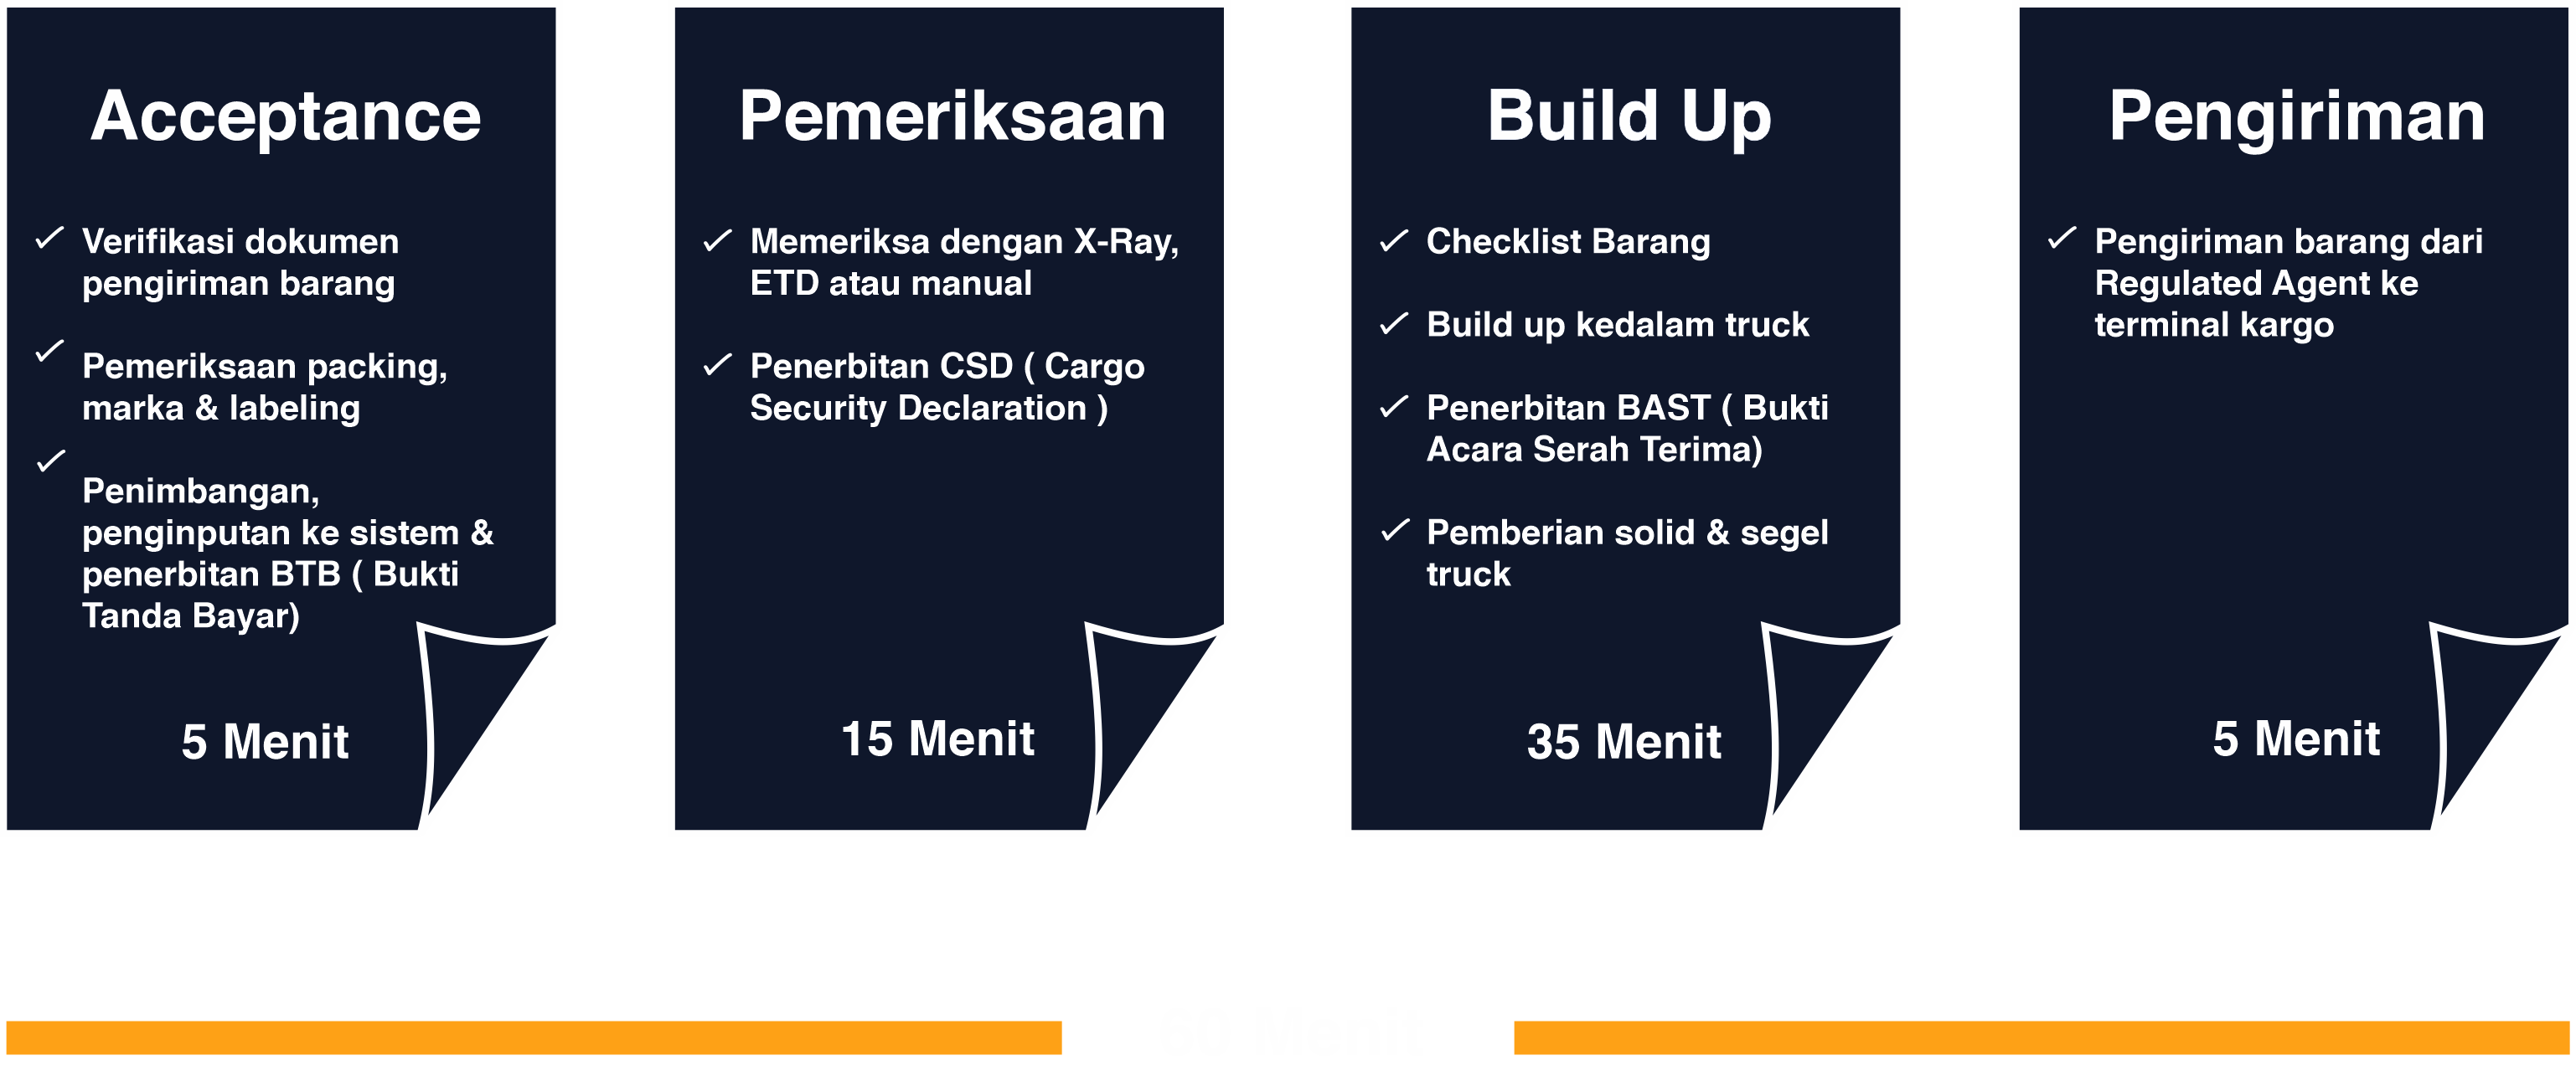 Acceptance
Verifikasi dokumen
pengiriman barang
Pemeriksaan packing,
marka & labeling
Penimbangan,
penginputan ke sistem &
penerbitan BTB ( Bukti
Tanda Bayar)
5 Menit
Pemeriksaan
Memeriksa dengan X-Ray,
ETD atau manual
Penerbitan CSD ( Cargo
Security Declaration )
15 Menit
Build Up
Checklist Barang
Build up kedalam truck
Penerbitan BAST ( Bukti
Acara Serah Terima)
Pemberian solid & segel
truck
35 Menit
Pengiriman
Pengiriman barang dari
Regulated Agent ke
terminal kargo
5 Menit